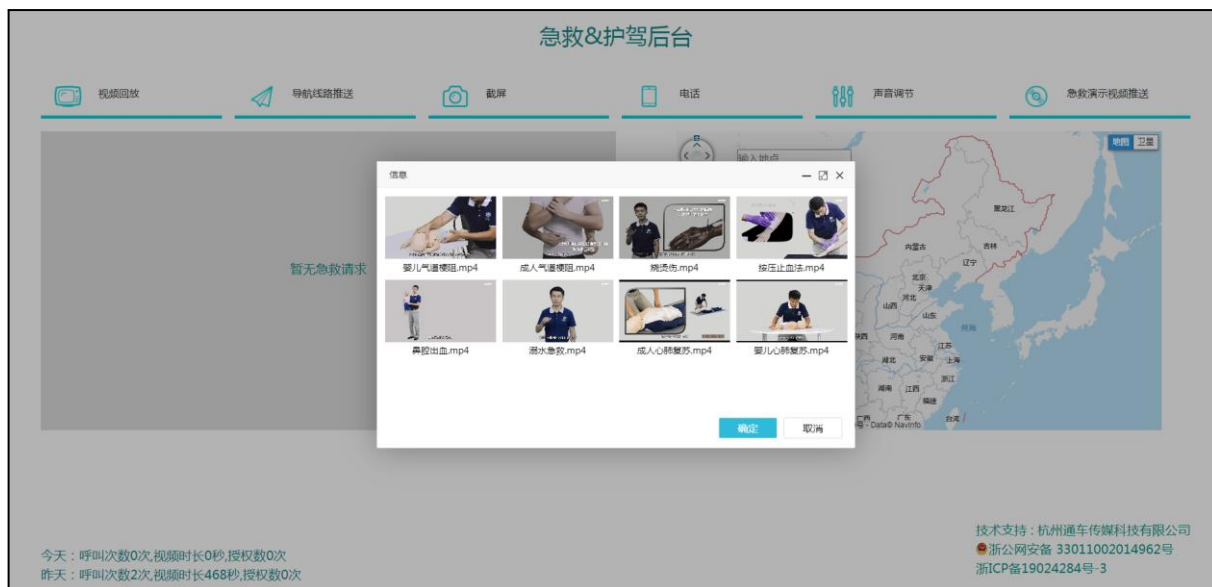 急救&护驾后台
视频回放
导航线路推送
截屏
电话
声音调节
急救演示视频推送
暂无急救请求
输入地点
地图 卫星
信息
婴儿气道梗阻.mp4
成人气道梗阻.mp4
烧烫伤.mp4
按压止血法.mp4
鼻腔出血.mp4
溺水急救.mp4
成人心肺复苏.mp4
婴儿心肺复苏.mp4
确定
取消
黑龙江
内蒙古
吉林
辽宁
北京
天津
河北
山西
山东
黄海
河南
江苏
湖北
安徽
上海
浙江
湖南
江西
福建
广西
广东
台湾
号 - Data© NavInfo
今天：呼叫次数0次,视频时长0秒,授权数0次
昨天：呼叫次数2次,视频时长468秒,授权数0次
技术支持：杭州通车传媒科技有限公司
浙公网安备 33011002014962号
浙ICP备19024284号-3